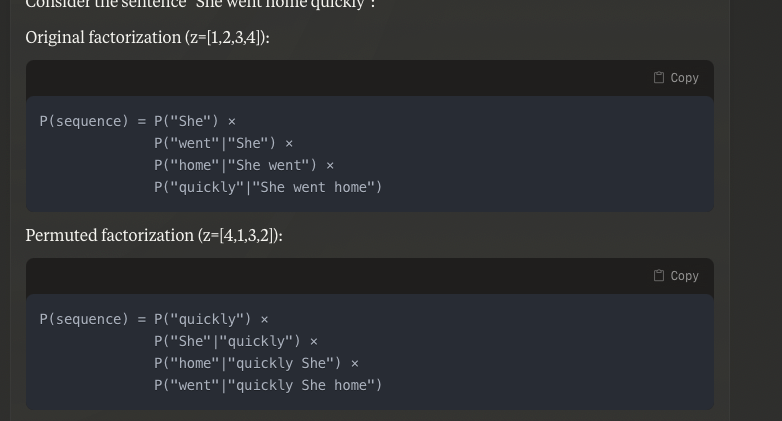 Consider the sentence "She went home quickly":
Original factorization (z=[1,2,3,4]):
Copy
P(sequence) = P("She") ×
P("went"|"She") ×
P("home"|"She went") ×
P("quickly"|"She went home")
Permuted factorization (z=[4,1,3,2]):
Copy
P(sequence) = P("quickly") ×
P("She"|"quickly") ×
P("home"|"quickly She") ×
P("went"|"quickly She home")